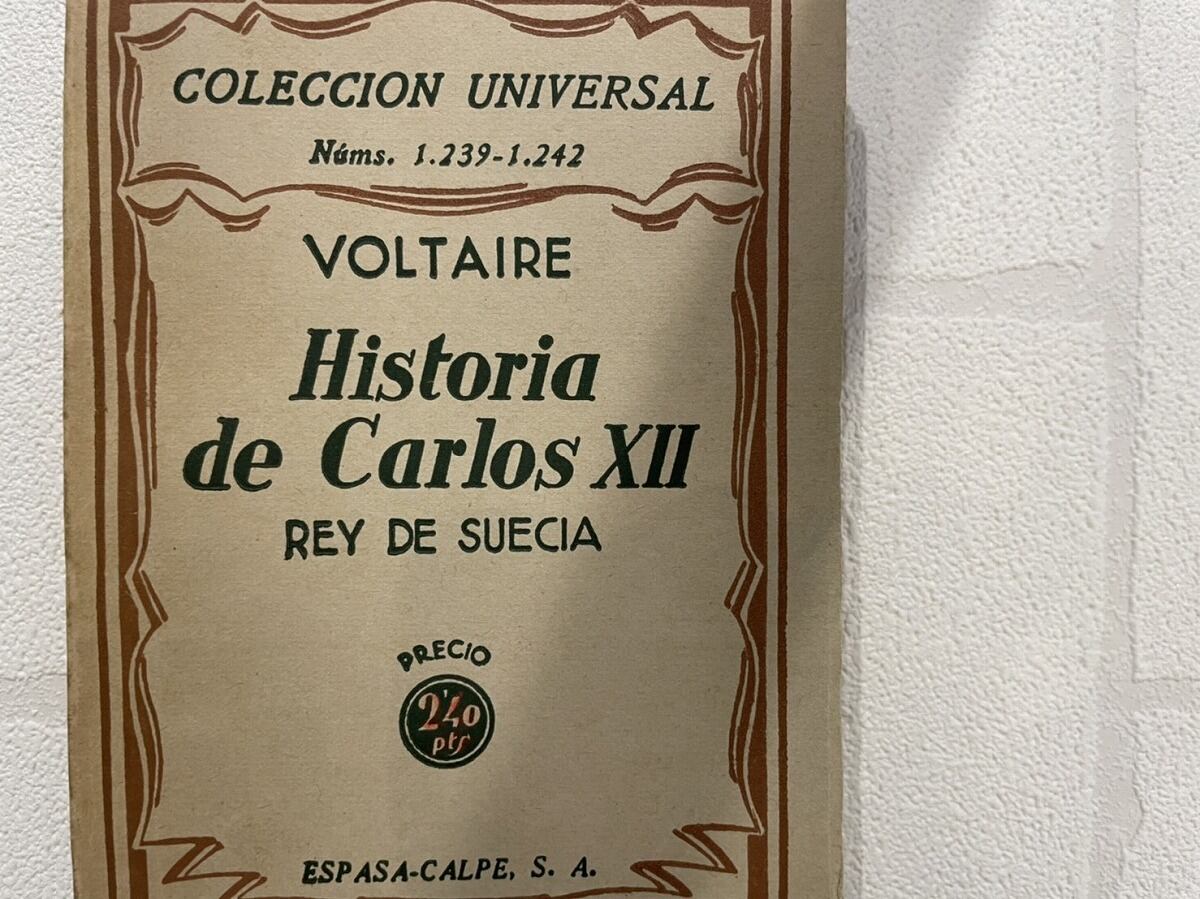 COLECCION UNIVERSAL
Núms. 1.239-1.242
VOLTAIRE
Historia
de Carlos XII
REY DE SUECIA
PRECIO
2'40
pts
ESPASA-CALPE, S. A.